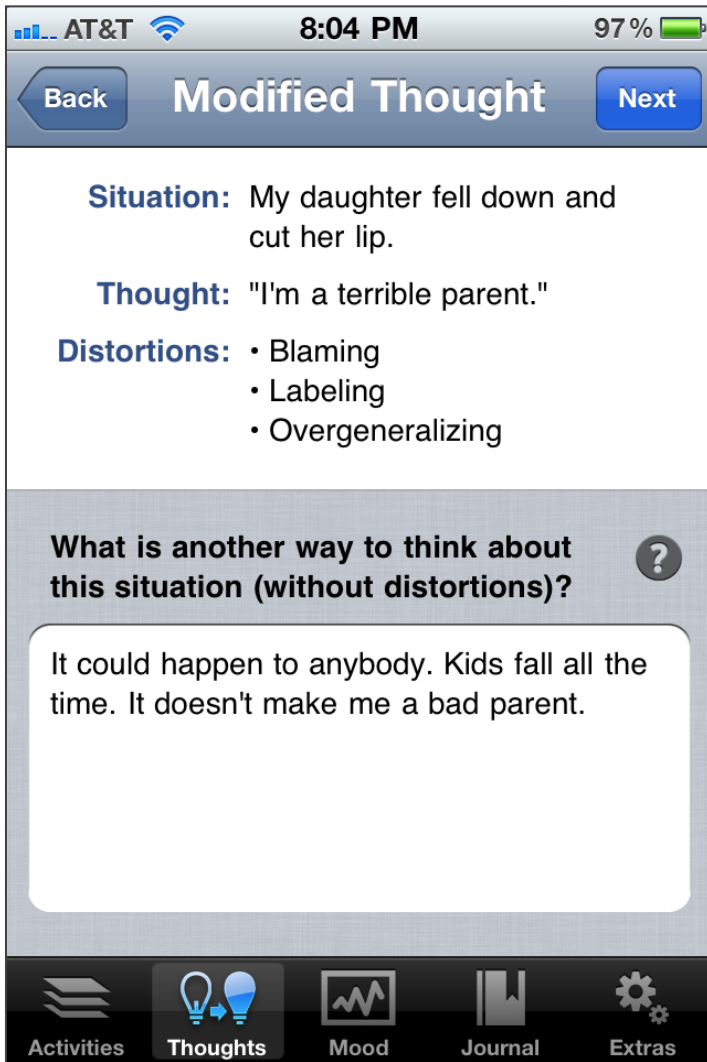 AT&T 8:04 PM 97%
Back Modified Thought Next
Situation: My daughter fell down and
cut her lip.
Thought: "I'm a terrible parent."
Distortions: • Blaming
• Labeling
• Overgeneralizing
What is another way to think about
this situation (without distortions)?
?
It could happen to anybody. Kids fall all the
time. It doesn't make me a bad parent.
Activities Thoughts Mood Journal Extras